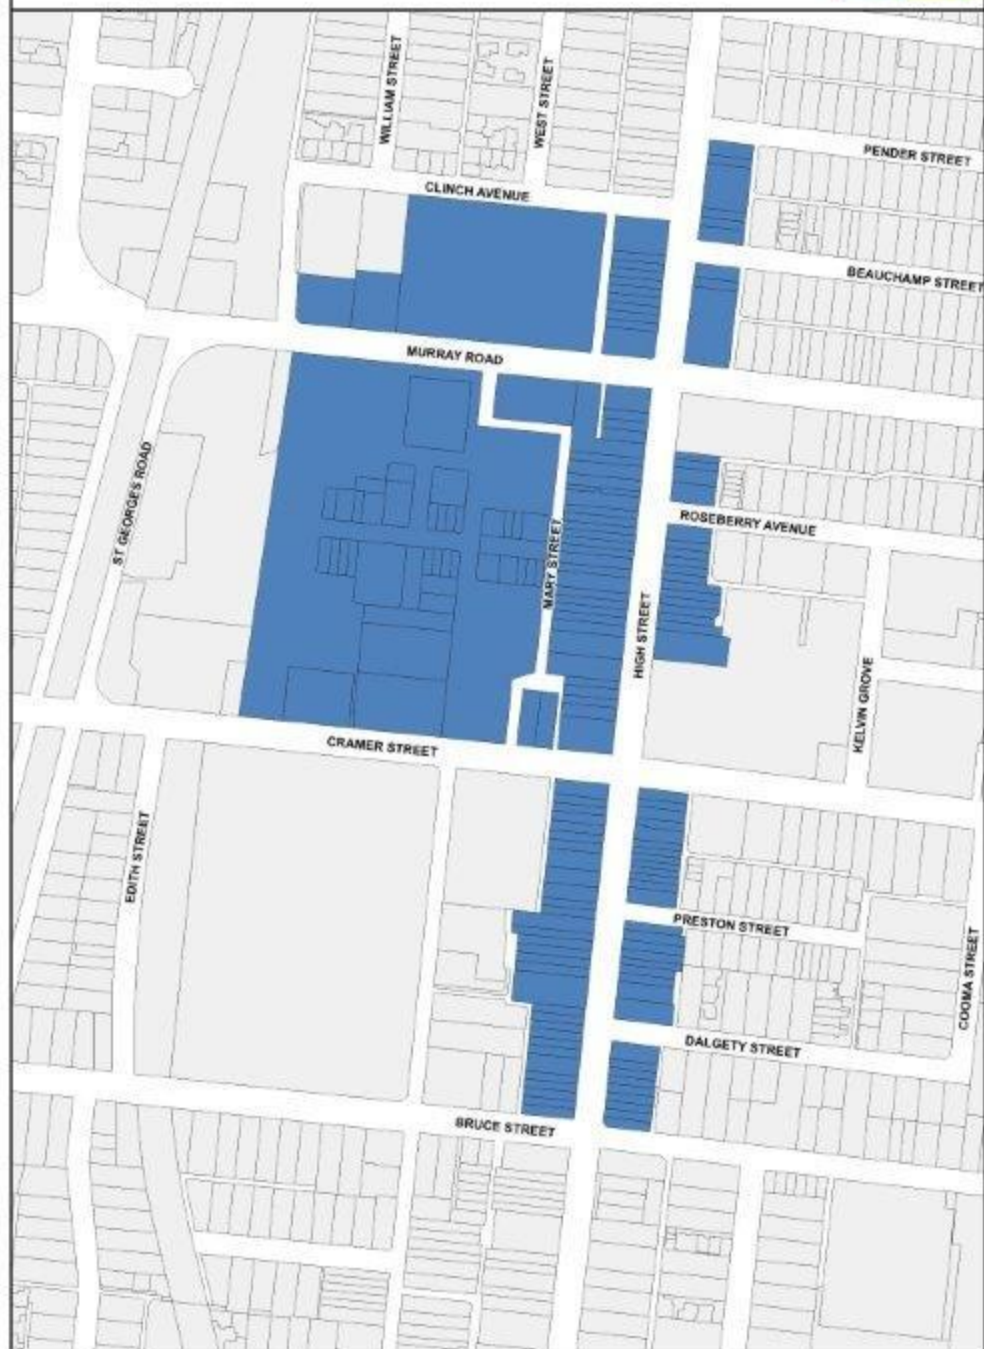 WILLIAM STREET
WEST STREET
PENDER STREET
CLINCH AVENUE
BEAUCHAMP STREET
MURRAY ROAD
ST GEORGES ROAD
ROSEBERRY AVENUE
MARY STREET
HIGH STREET
KELVIN GROVE
CRAMER STREET
EDITH STREET
PRESTON STREET
COOMA STREET
DALGETY STREET
BRUCE STREET